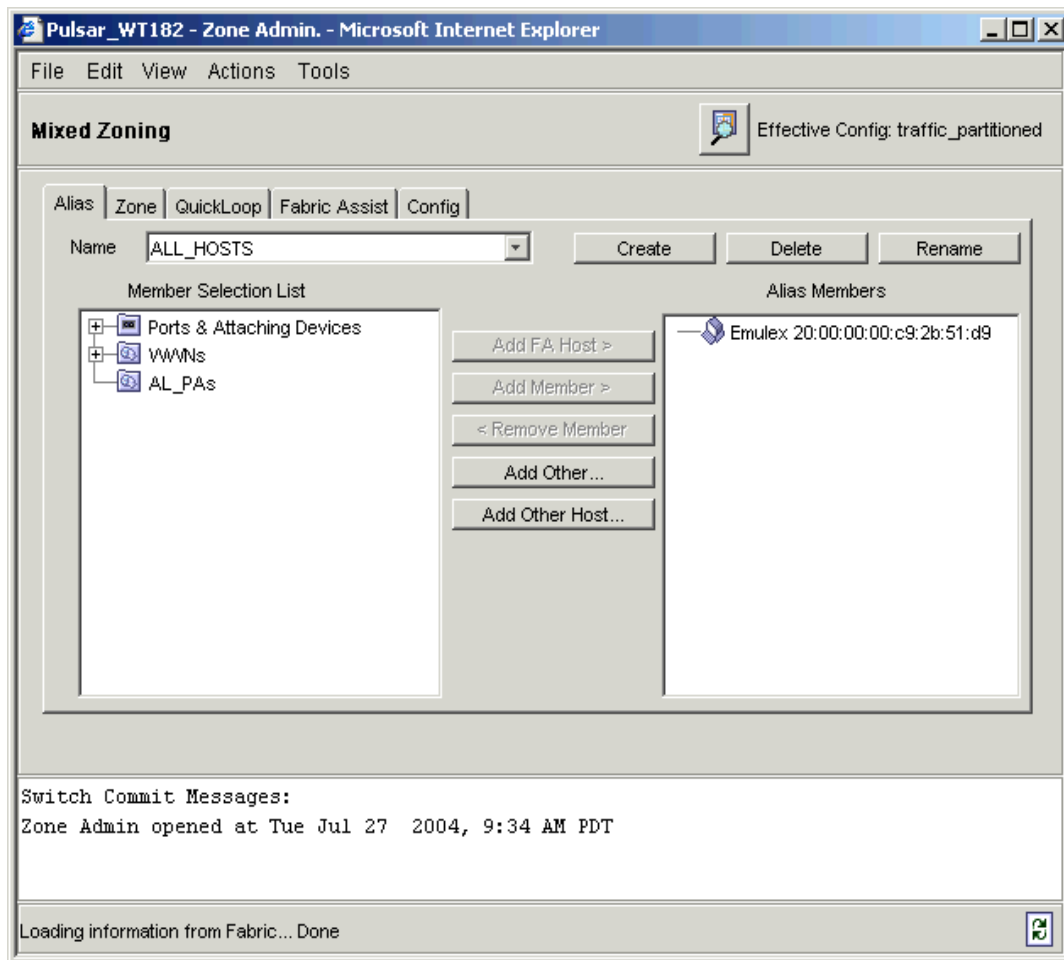 Pulsar_WT182 - Zone Admin. - Microsoft Internet Explorer
File Edit View Actions Tools
Mixed Zoning
Effective Config: traffic_partitioned
Alias Zone QuickLoop Fabric Assist Config
Name ALL_HOSTS Create Delete Rename
Member Selection List
Alias Members
Ports & Attaching Devices
WWNs
AL_PAs
Add FA Host >
Add Member >
< Remove Member
Add Other...
Add Other Host...
Emulex 20:00:00:00:c9:2b:51:d9
Switch Commit Messages:
Zone Admin opened at Tue Jul 27 2004, 9:34 AM PDT
Loading information from Fabric... Done